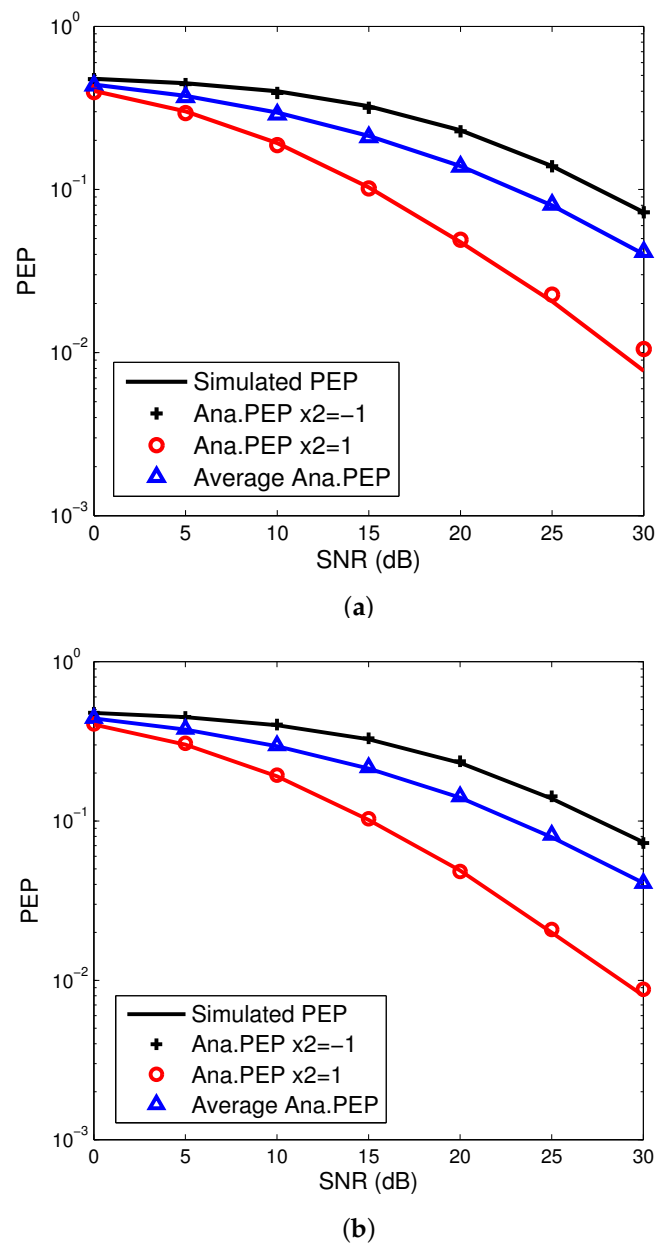 10^0
10^-1
10^-2
10^-3
PEP
Simulated PEP
Ana.PEP x2=-1
Ana.PEP x2=1
Average Ana.PEP
0 5 10 15 20 25 30
SNR (dB)
(a)
10^0
10^-1
10^-2
10^-3
PEP
Simulated PEP
Ana.PEP x2=-1
Ana.PEP x2=1
Average Ana.PEP
0 5 10 15 20 25 30
SNR (dB)
(b)